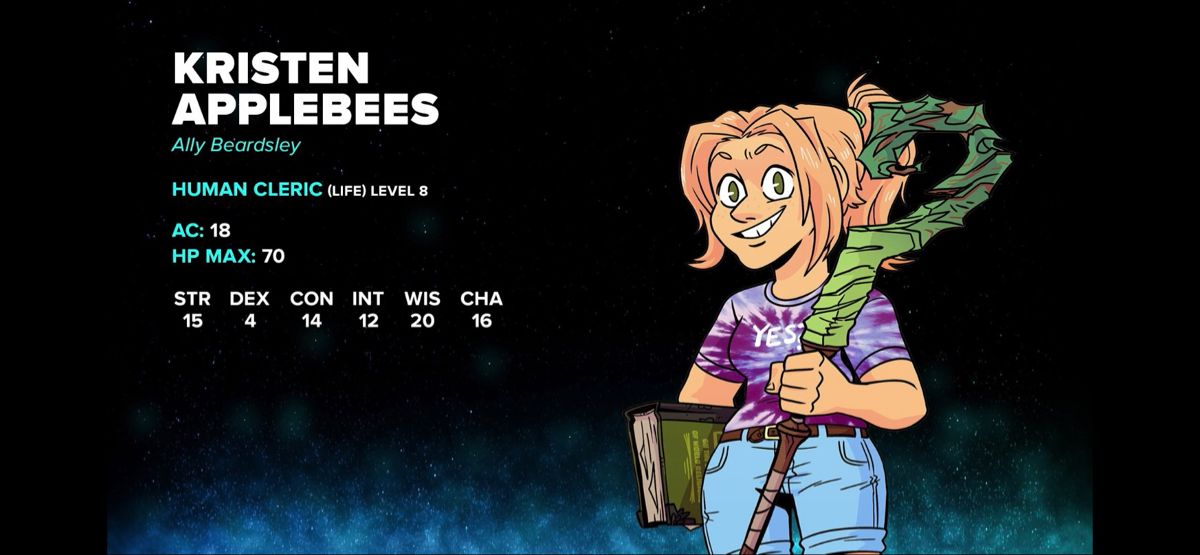 KRISTEN
APPLEBEES
Ally Beardsley
HUMAN CLERIC (LIFE) LEVEL 8
AC: 18
HP MAX: 70
STR DEX CON INT WIS CHA
15 4 14 12 20 16
YES